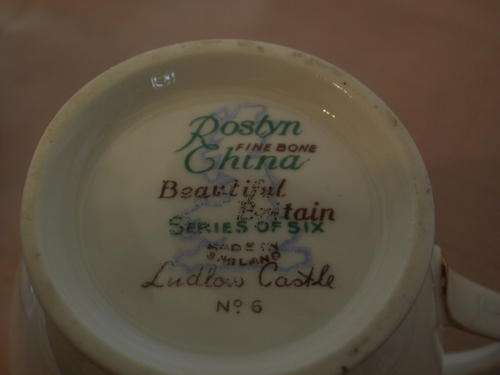 Roslyn
FINE BONE
China
Beautiful
Britain
SERIES OF SIX
MADE IN
ENGLAND
Ludlow Castle
Nº 6